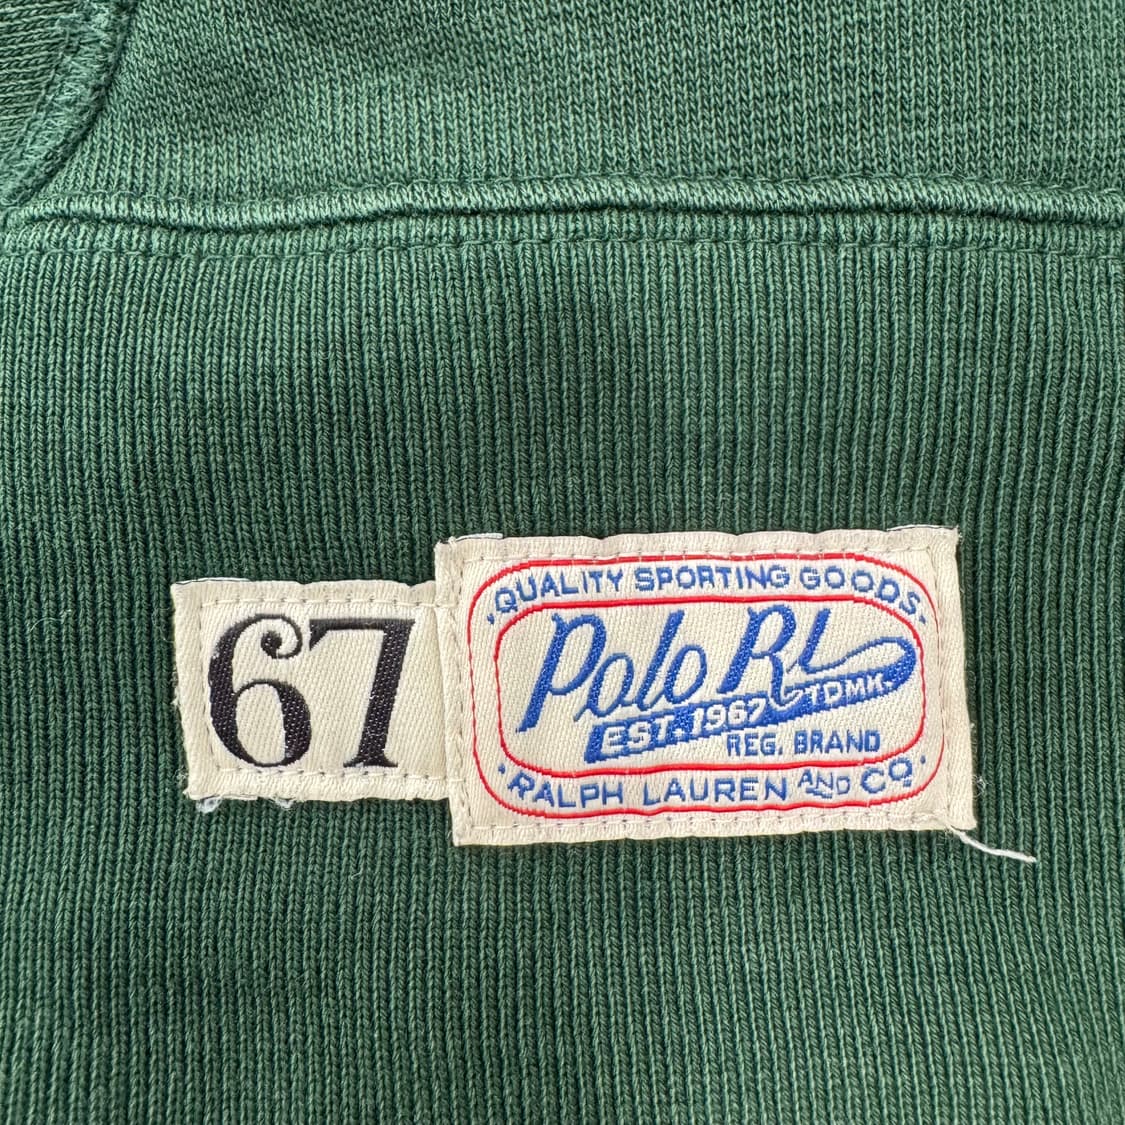 67
·QUALITY SPORTING GOODS·
Polo RL
EST. 1967 TDMK.
REG. BRAND
·RALPH LAUREN AND CO·